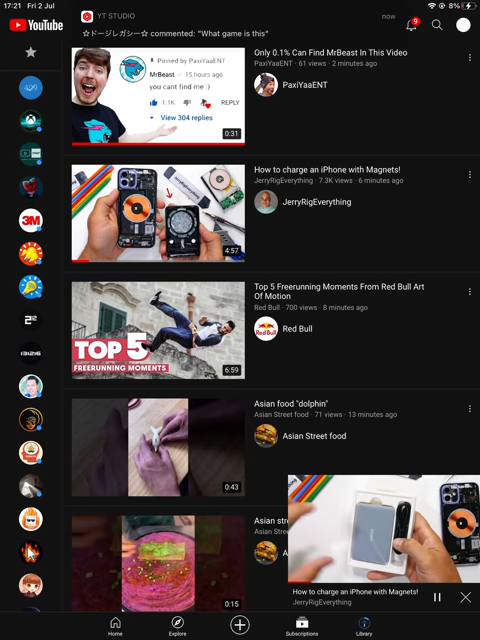 17:21 Fri 2 Jul
8%
YouTube
YT STUDIO
now
☆ドージレガシー☆ commented: "What game is this"
9
Pinned by PaxiYaaENT
MrBeast 15 hours ago
you cant find me :)
1.1K
REPLY
View 304 replies
0:31
Only 0.1% Can Find MrBeast In This Video
PaxiYaaENT · 61 views · 2 minutes ago
PaxiYaaENT
4:57
How to charge an iPhone with Magnets!
JerryRigEverything · 7.3K views · 6 minutes ago
JerryRigEverything
3M
TOP 5
FREERUNNING MOMENTS
6:59
Top 5 Freerunning Moments From Red Bull Art
Of Motion
Red Bull · 700 views · 8 minutes ago
Red Bull
Red Bull
0:43
Asian food "dolphin"
Asian Street food · 71 views · 13 minutes ago
Asian Street food
0:15
Asian stre
Asian Stree
A
How to charge an iPhone with Magnets!
JerryRigEverything
Home
Explore
Subscriptions
Library